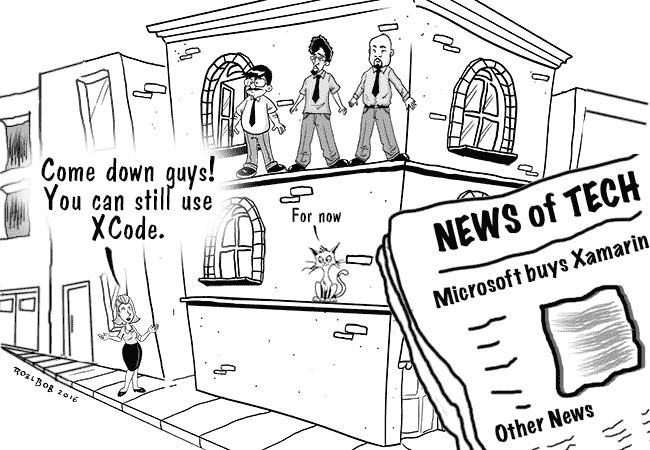 Come down guys!
You can still use
XCode.
For now
NEWS of TECH
Microsoft buys Xamarin
Other News
ROELBOB 2016